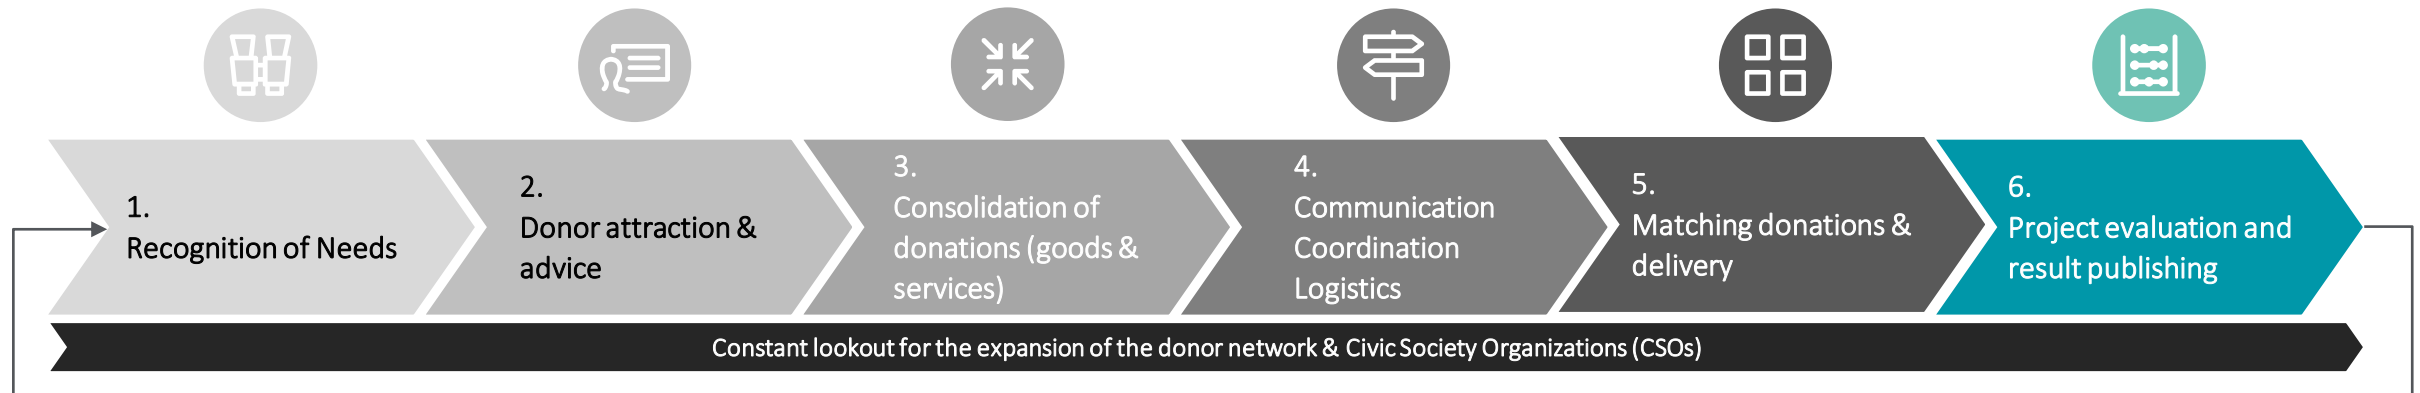 1.
Recognition of Needs
2.
Donor attraction &
advice
3.
Consolidation of
donations (goods &
services)
4.
Communication
Coordination
Logistics
5.
Matching donations &
delivery
6.
Project evaluation and
result publishing
Constant lookout for the expansion of the donor network & Civic Society Organizations (CSOs)